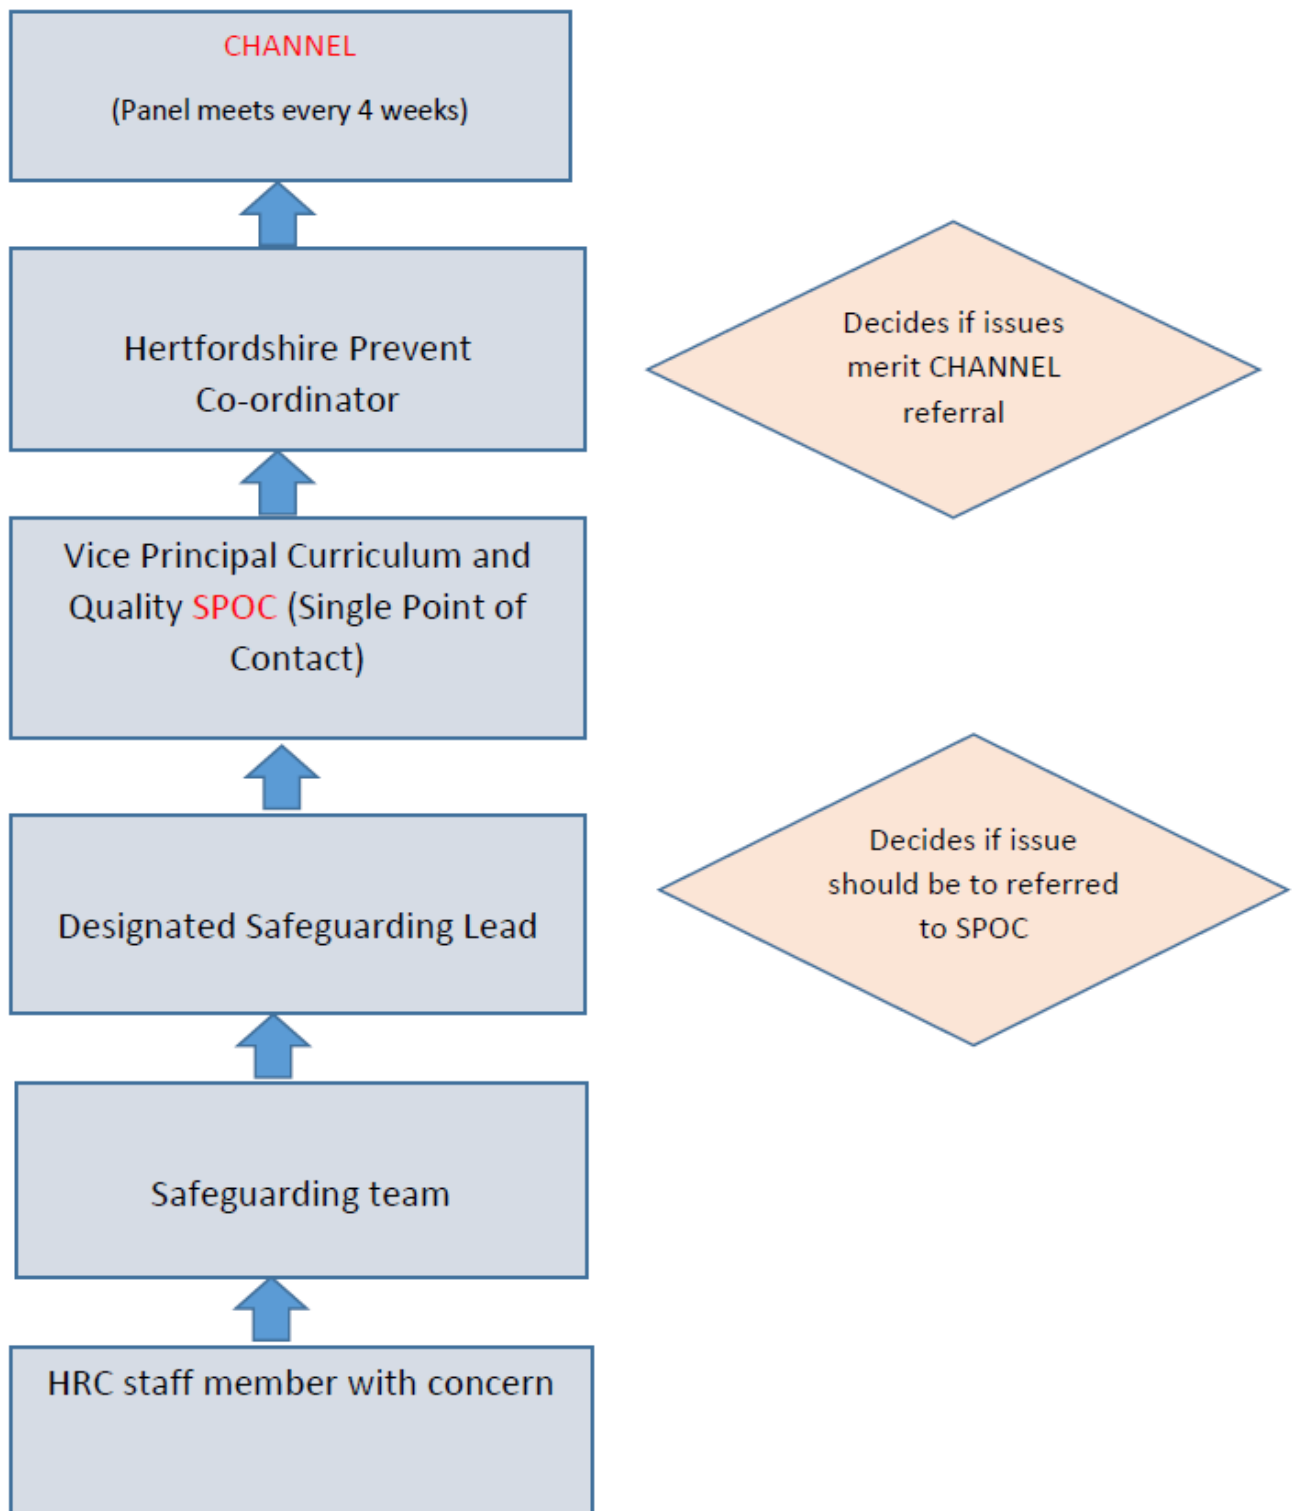 CHANNEL
(Panel meets every 4 weeks)
Hertfordshire Prevent
Co-ordinator
Decides if issues
merit CHANNEL
referral
Vice Principal Curriculum and
Quality SPOC (Single Point of
Contact)
Designated Safeguarding Lead
Decides if issue
should be to referred
to SPOC
Safeguarding team
HRC staff member with concern